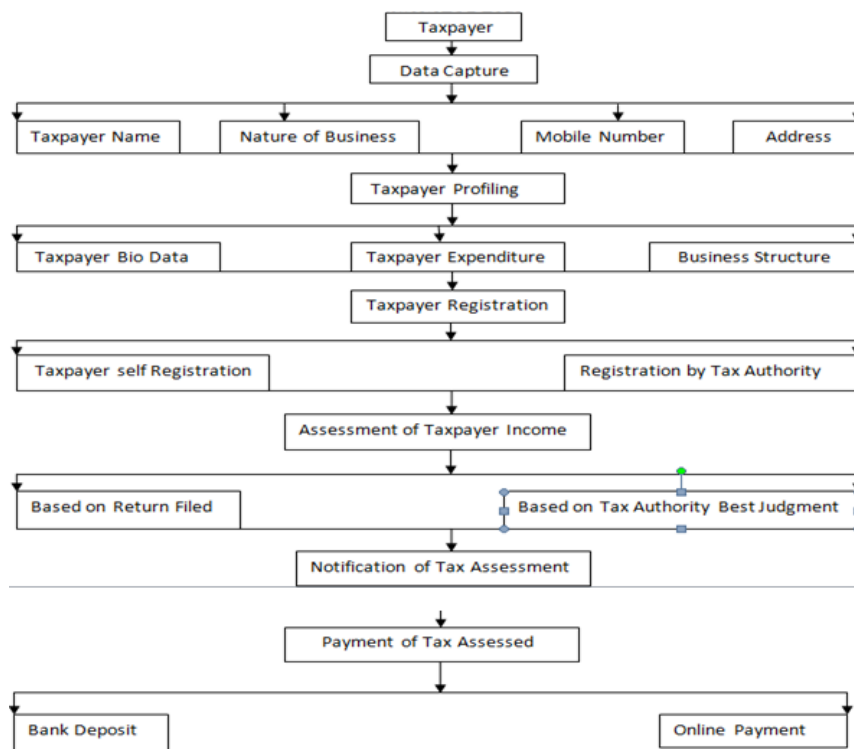 Taxpayer
Data Capture
Taxpayer Name
Nature of Business
Mobile Number
Address
Taxpayer Profiling
Taxpayer Bio Data
Taxpayer Expenditure
Business Structure
Taxpayer Registration
Taxpayer self Registration
Registration by Tax Authority
Assessment of Taxpayer Income
Based on Return Filed
Based on Tax Authority Best Judgment
Notification of Tax Assessment
Payment of Tax Assessed
Bank Deposit
Online Payment